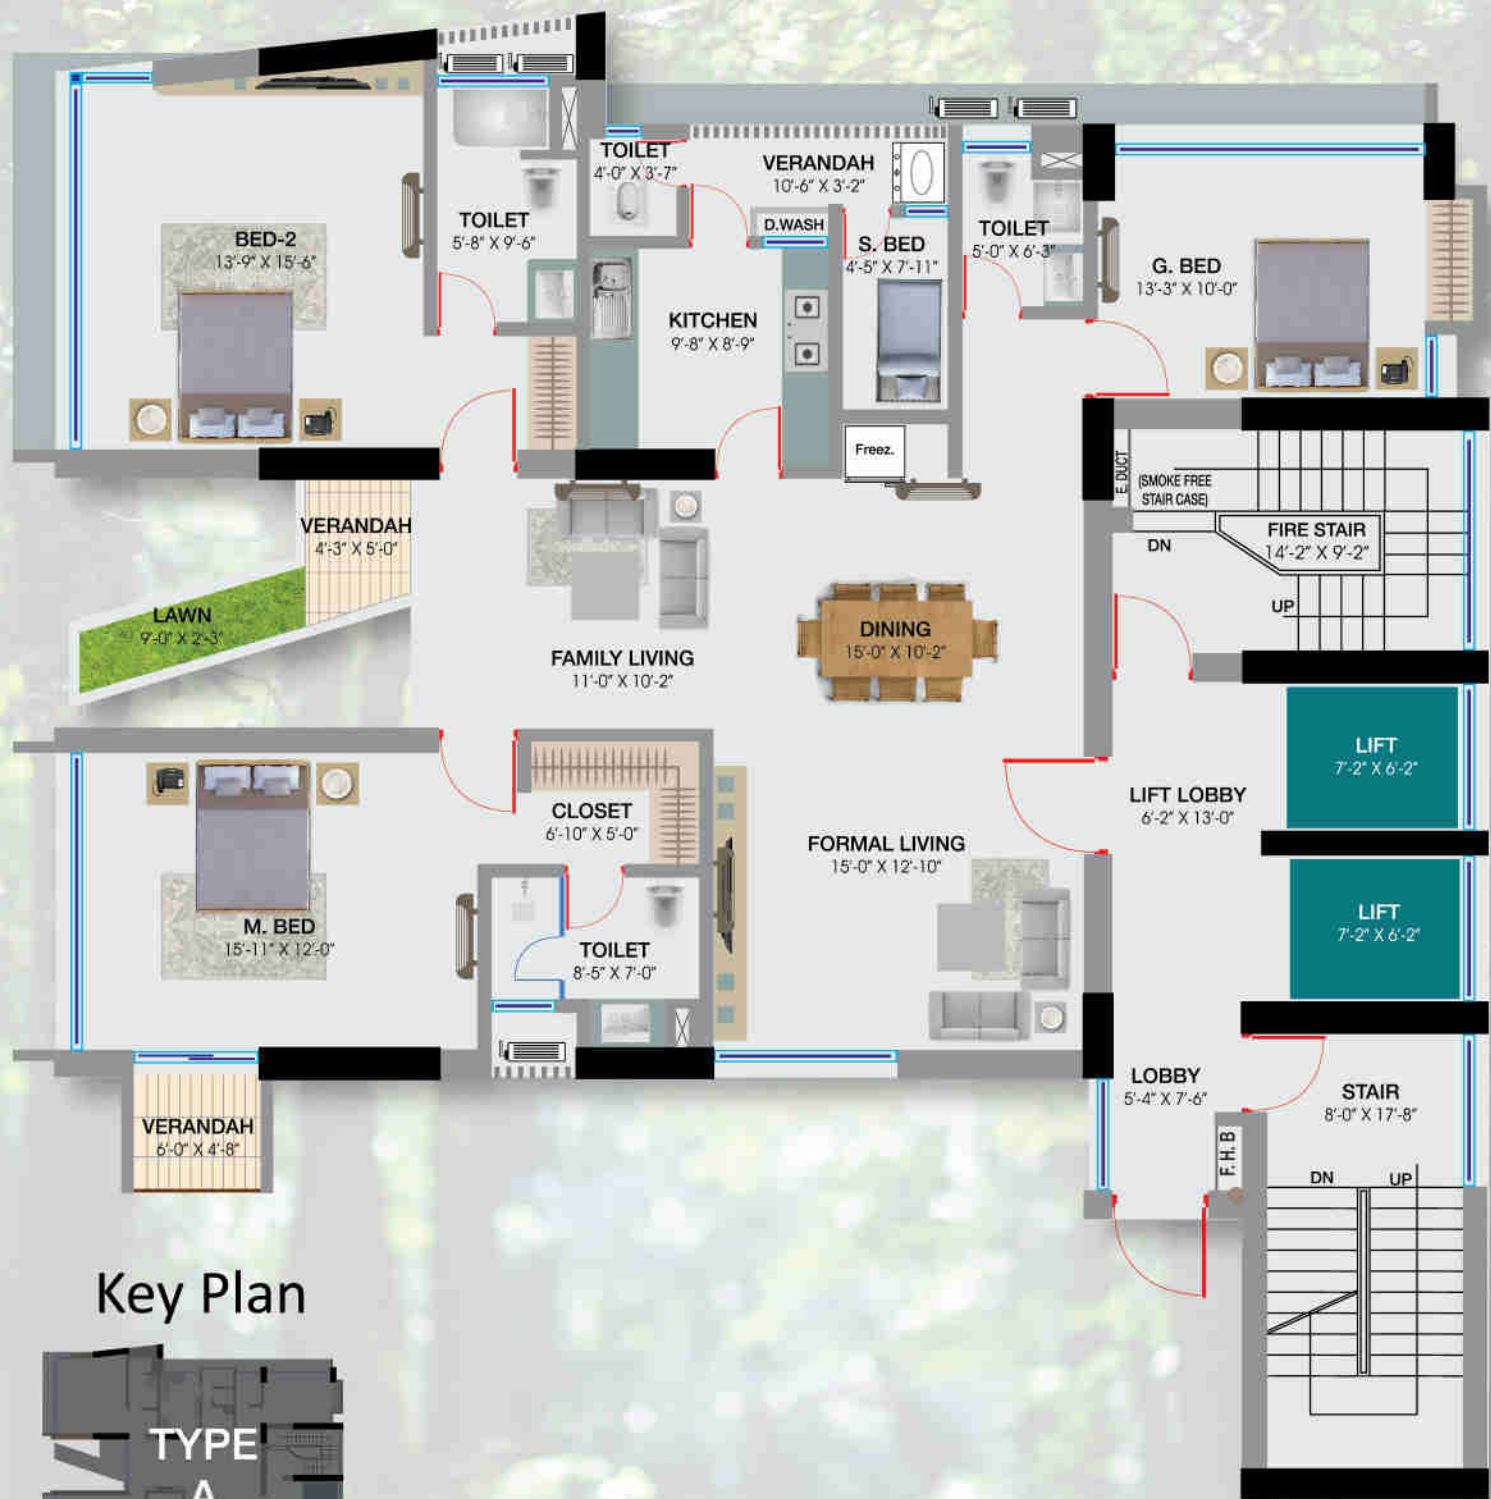 TOILET
4'-0" X 3'-7"
VERANDAH
10'-6" X 3'-2"
TOILET
5'-8" X 9'-6"
D.WASH
TOILET
5'-0" X 6'-3"
BED-2
13'-9" X 15'-6"
S. BED
4'-5" X 7'-11"
G. BED
13'-3" X 10'-0"
KITCHEN
9'-8" X 8'-9"
Freez.
E. DUCT
(SMOKE FREE
STAIR CASE)
VERANDAH
4'-3" X 5'-0"
FIRE STAIR
14'-2" X 9'-2"
DN
UP
LAWN
9'-0" X 2'-3"
DINING
15'-0" X 10'-2"
FAMILY LIVING
11'-0" X 10'-2"
LIFT
7'-2" X 6'-2"
LIFT LOBBY
6'-2" X 13'-0"
CLOSET
6'-10" X 5'-0"
FORMAL LIVING
15'-0" X 12'-10"
LIFT
7'-2" X 6'-2"
M. BED
15'-11" X 12'-0"
TOILET
8'-5" X 7'-0"
LOBBY
5'-4" X 7'-6"
STAIR
8'-0" X 17'-8"
VERANDAH
6'-0" X 4'-8"
F. H. B
DN
UP
Key Plan
TYPE
A